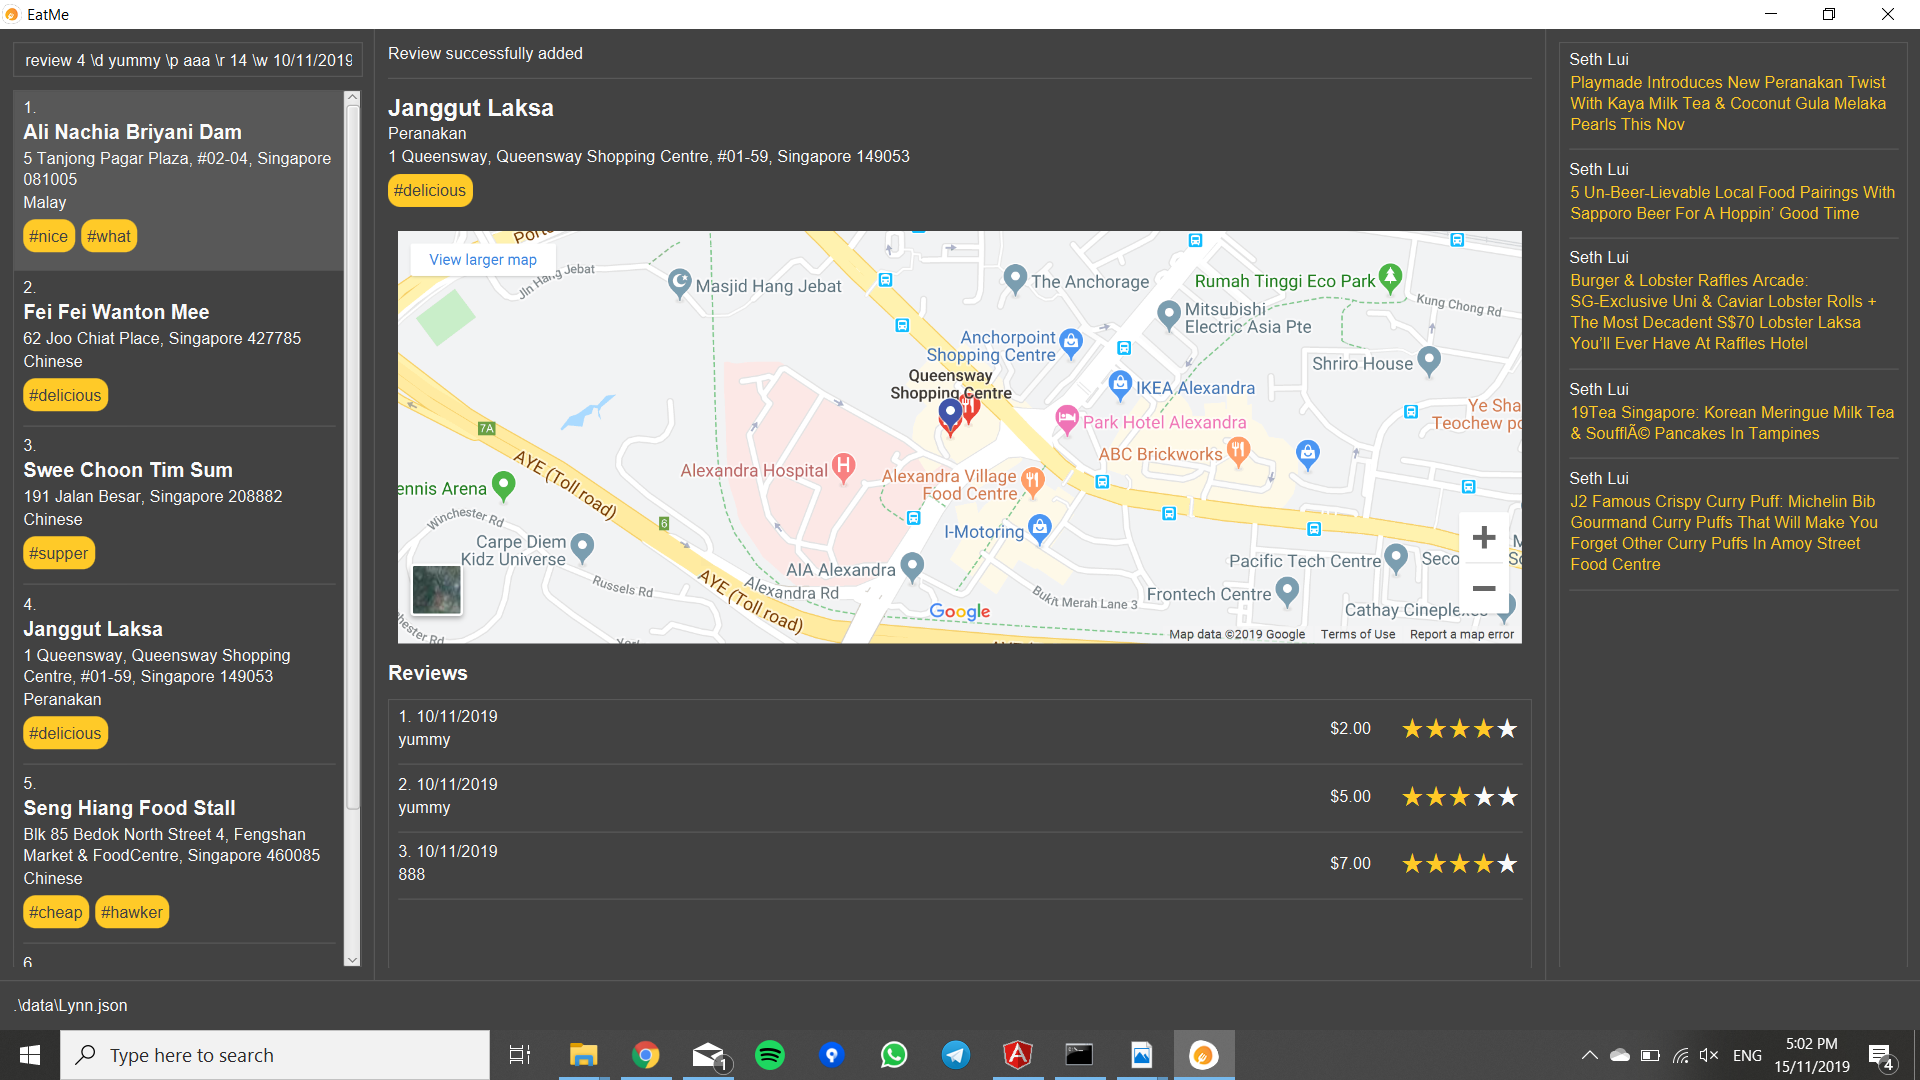 EatMe
review 4 \d yummy \p aaa \r 14 \w 10/11/2019
1.
Ali Nachia Briyani Dam
5 Tanjong Pagar Plaza, #02-04, Singapore
081005
Malay
#nice #what
2.
Fei Fei Wanton Mee
62 Joo Chiat Place, Singapore 427785
Chinese
#delicious
3.
Swee Choon Tim Sum
191 Jalan Besar, Singapore 208882
Chinese
#supper
4.
Janggut Laksa
1 Queensway, Queensway Shopping
Centre, #01-59, Singapore 149053
Peranakan
#delicious
5.
Seng Hiang Food Stall
Blk 85 Bedok North Street 4, Fengshan
Market & FoodCentre, Singapore 460085
Chinese
#cheap #hawker
6
Review successfully added
Janggut Laksa
Peranakan
1 Queensway, Queensway Shopping Centre, #01-59, Singapore 149053
#delicious
View larger map
Jln Hang Jebat
Masjid Hang Jebat
The Anchorage
Rumah Tinggi Eco Park
Kung Chong Rd
Mitsubishi
Electric Asia Pte
Anchorpoint
Shopping Centre
Shriro House
Queensway
Shopping Centre
IKEA Alexandra
Ye Sha
Teochew po
Park Hotel Alexandra
7A
ABC Brickworks
AYE (Toll road)
Alexandra Hospital
Alexandra Village
Food Centre
ennis Arena
Winchester Rd
6
I-Motoring
Carpe Diem
Kidz Universe
Pacific Tech Centre
Seco
AIA Alexandra
Russels Rd
AYE (Toll road)
Alexandra Rd
Bukit Merah Lane 3
Frontech Centre
Cathay Cineplexes
Google
chester Rd
Map data ©2019 Google Terms of Use Report a map error
Reviews
1. 10/11/2019
yummy
$2.00
2. 10/11/2019
yummy
$5.00
3. 10/11/2019
888
$7.00
Seth Lui
Playmade Introduces New Peranakan Twist
With Kaya Milk Tea & Coconut Gula Melaka
Pearls This Nov
Seth Lui
5 Un-Beer-Lievable Local Food Pairings With
Sapporo Beer For A Hoppin’ Good Time
Seth Lui
Burger & Lobster Raffles Arcade:
SG-Exclusive Uni & Caviar Lobster Rolls +
The Most Decadent S$70 Lobster Laksa
You’ll Ever Have At Raffles Hotel
Seth Lui
19Tea Singapore: Korean Meringue Milk Tea
& SoufflÃ© Pancakes In Tampines
Seth Lui
J2 Famous Crispy Curry Puff: Michelin Bib
Gourmand Curry Puffs That Will Make You
Forget Other Curry Puffs In Amoy Street
Food Centre
.\data\Lynn.json
Type here to search
1
ENG
5:02 PM
15/11/2019
4